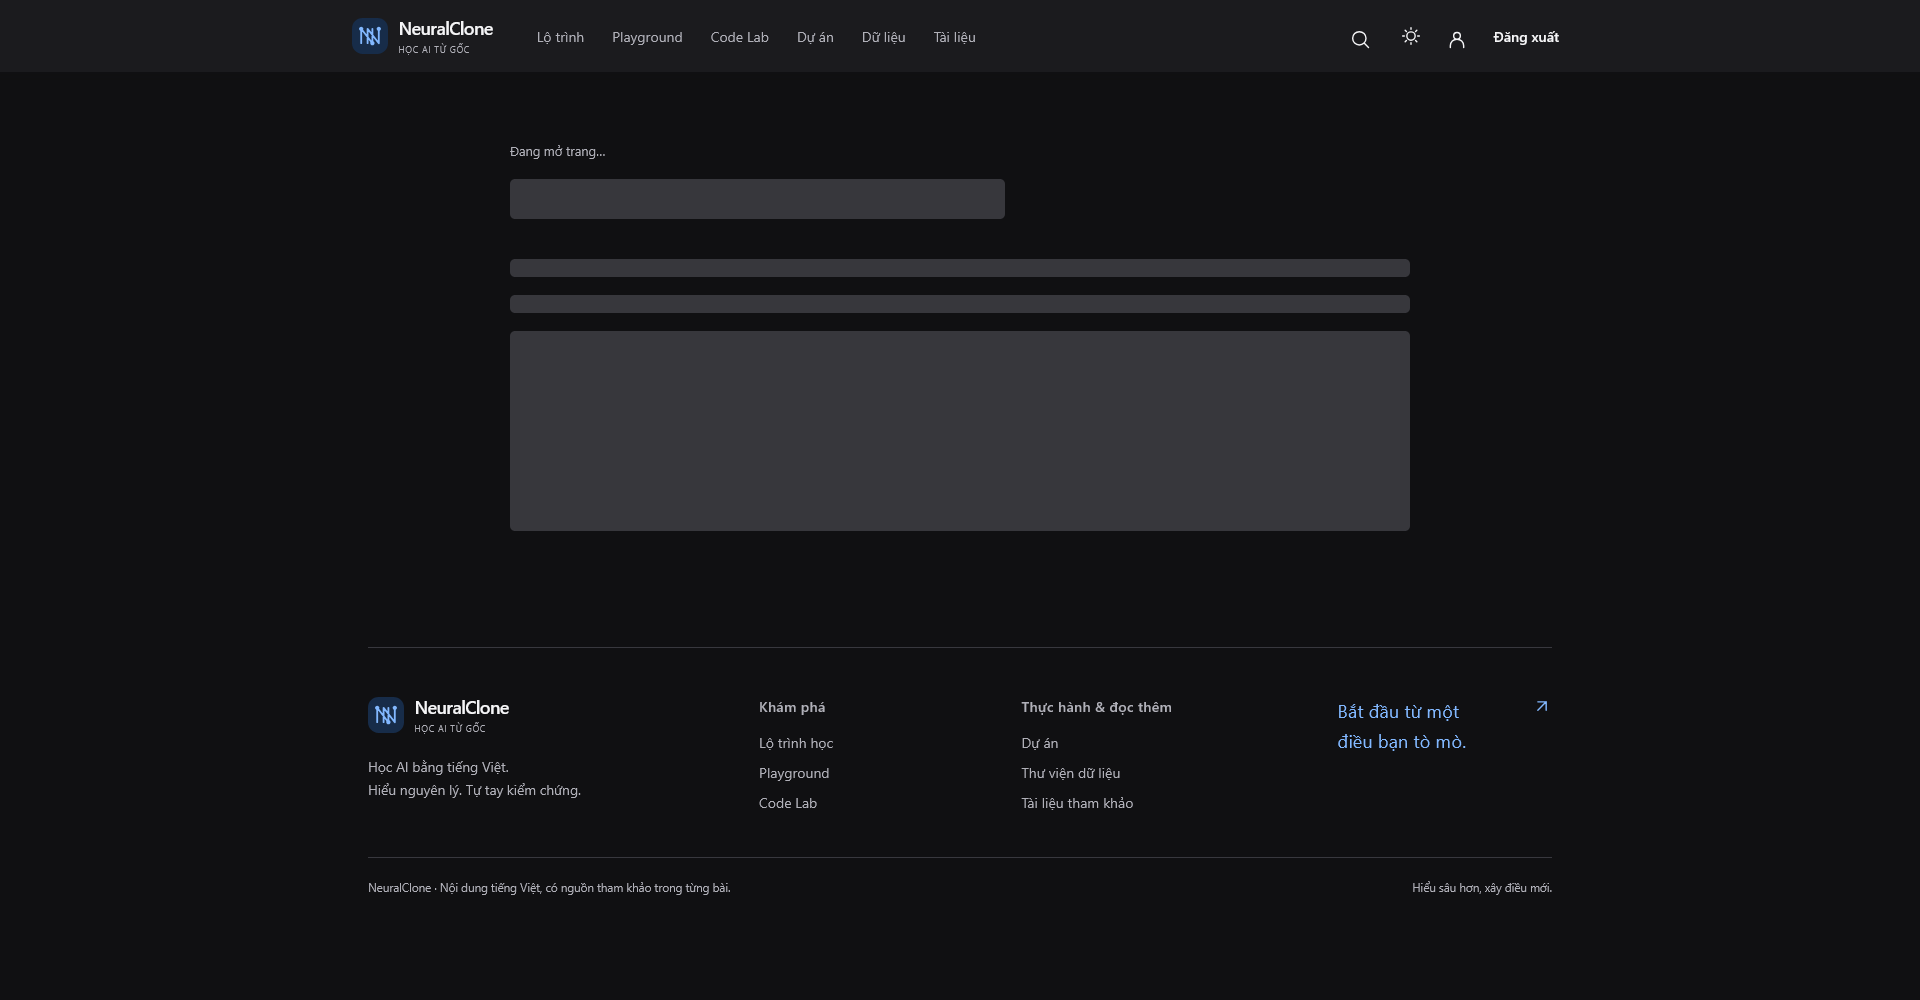 NeuralClone
HỌC AI TỪ GỐC
Lộ trình
Playground
Code Lab
Dự án
Dữ liệu
Tài liệu
Đăng xuất
Đang mở trang...
NeuralClone
HỌC AI TỪ GỐC
Học AI bằng tiếng Việt.
Hiểu nguyên lý. Tự tay kiểm chứng.
Khám phá
Lộ trình học
Playground
Code Lab
Thực hành & đọc thêm
Dự án
Thư viện dữ liệu
Tài liệu tham khảo
Bắt đầu từ một
điều bạn tò mò.
NeuralClone · Nội dung tiếng Việt, có nguồn tham khảo trong từng bài.
Hiểu sâu hơn, xây điều mới.